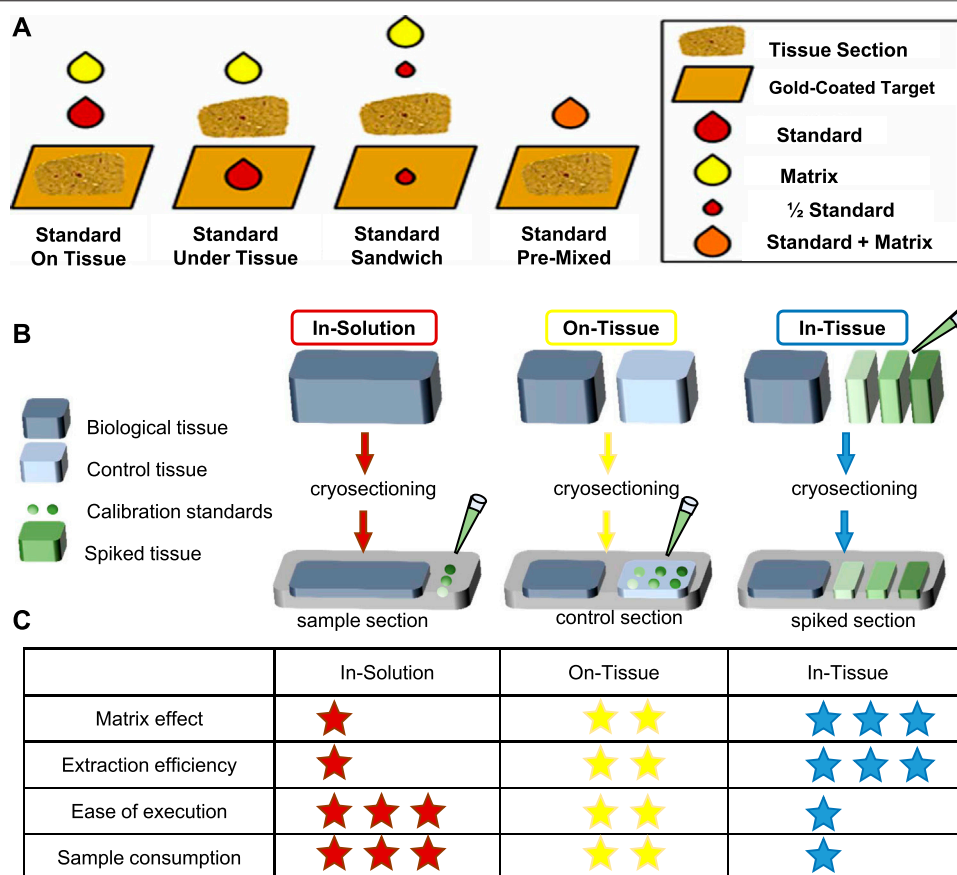 A
Standard
On Tissue
Standard
Under Tissue
Standard
Sandwich
Standard
Pre-Mixed
Tissue Section
Gold-Coated Target
Standard
Matrix
½ Standard
Standard + Matrix
B
In-Solution
On-Tissue
In-Tissue
Biological tissue
Control tissue
Calibration standards
Spiked tissue
cryosectioning
cryosectioning
cryosectioning
sample section
control section
spiked section
C
In-Solution On-Tissue In-Tissue
Matrix effect
Extraction efficiency
Ease of execution
Sample consumption